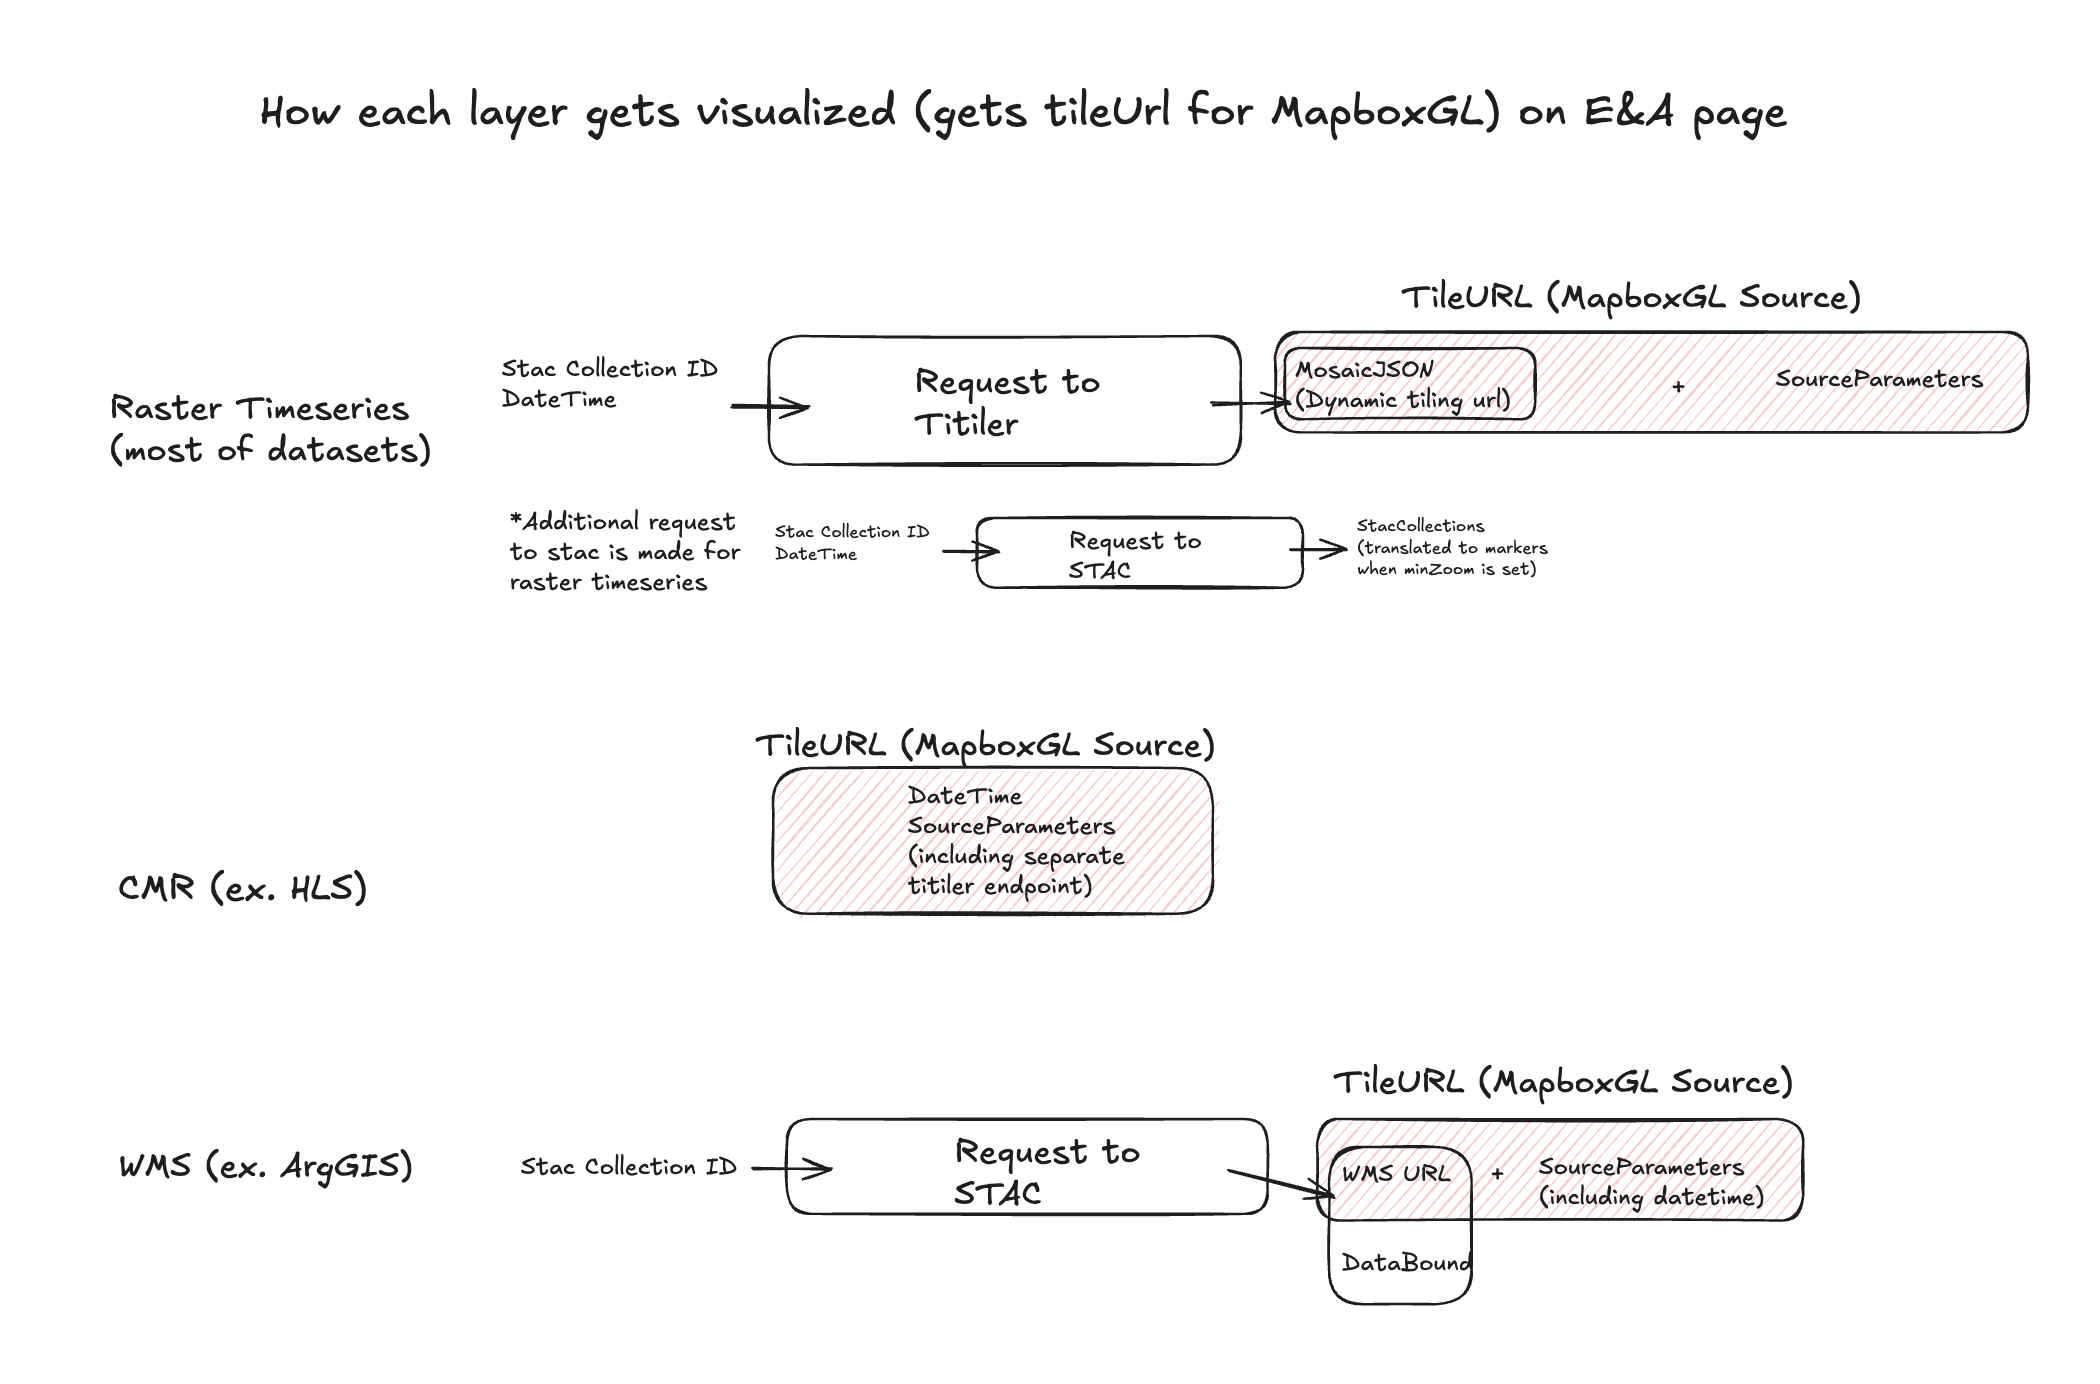 How each layer gets visualized (gets tileUrl for MapboxGL) on E&A page
TileURL (MapboxGL Source)
Raster Timeseries
(most of datasets)
Stac Collection ID
DateTime
Request to
Titiler
MosaicJSON
(Dynamic tiling url)
+
SourceParameters
*Additional request
to stac is made for
raster timeseries
Stac Collection ID
DateTime
Request to
STAC
StacCollections
(translated to markers
when minZoom is set)
TileURL (MapboxGL Source)
CMR (ex. HLS)
DateTime
SourceParameters
(including separate
titiler endpoint)
TileURL (MapboxGL Source)
WMS (ex. ArgGIS)
Stac Collection ID
Request to
STAC
WMS URL
+
SourceParameters
(including datetime)
DataBound